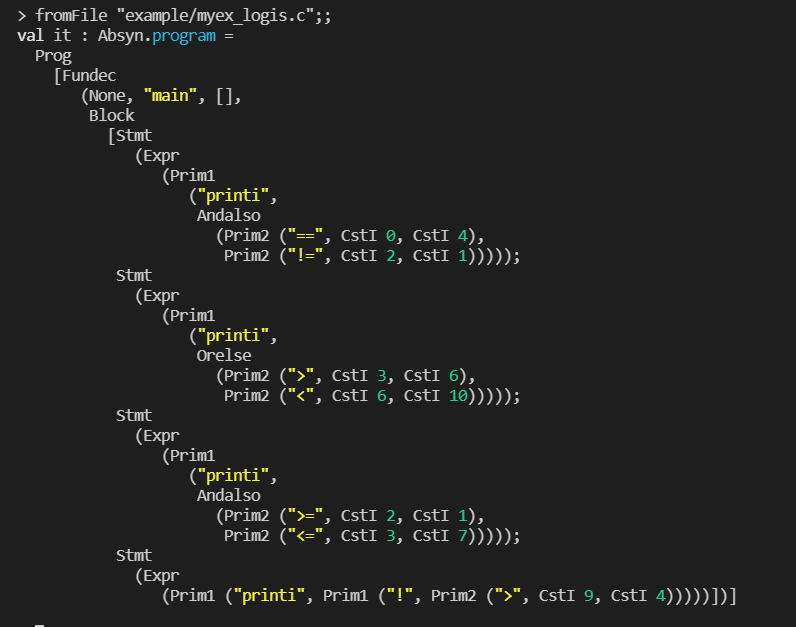 > fromFile "example/myex_logis.c";;
val it : Absyn.program =
  Prog
    [Fundec
       (None, "main", [],
        Block
          [Stmt
             (Expr
                (Prim1
                   ("printi",
                    Andalso
                      (Prim2 ("==", CstI 0, CstI 4),
                       Prim2 ("!=", CstI 2, CstI 1)))));
           Stmt
             (Expr
                (Prim1
                   ("printi",
                    Orelse
                      (Prim2 (">", CstI 3, CstI 6),
                       Prim2 ("<", CstI 6, CstI 10)))));
           Stmt
             (Expr
                (Prim1
                   ("printi",
                    Andalso
                      (Prim2 (">=", CstI 2, CstI 1),
                       Prim2 ("<=", CstI 3, CstI 7)))));
           Stmt
             (Expr
                (Prim1 ("printi", Prim1 ("!", Prim2 (">", CstI 9, CstI 4)))))])]